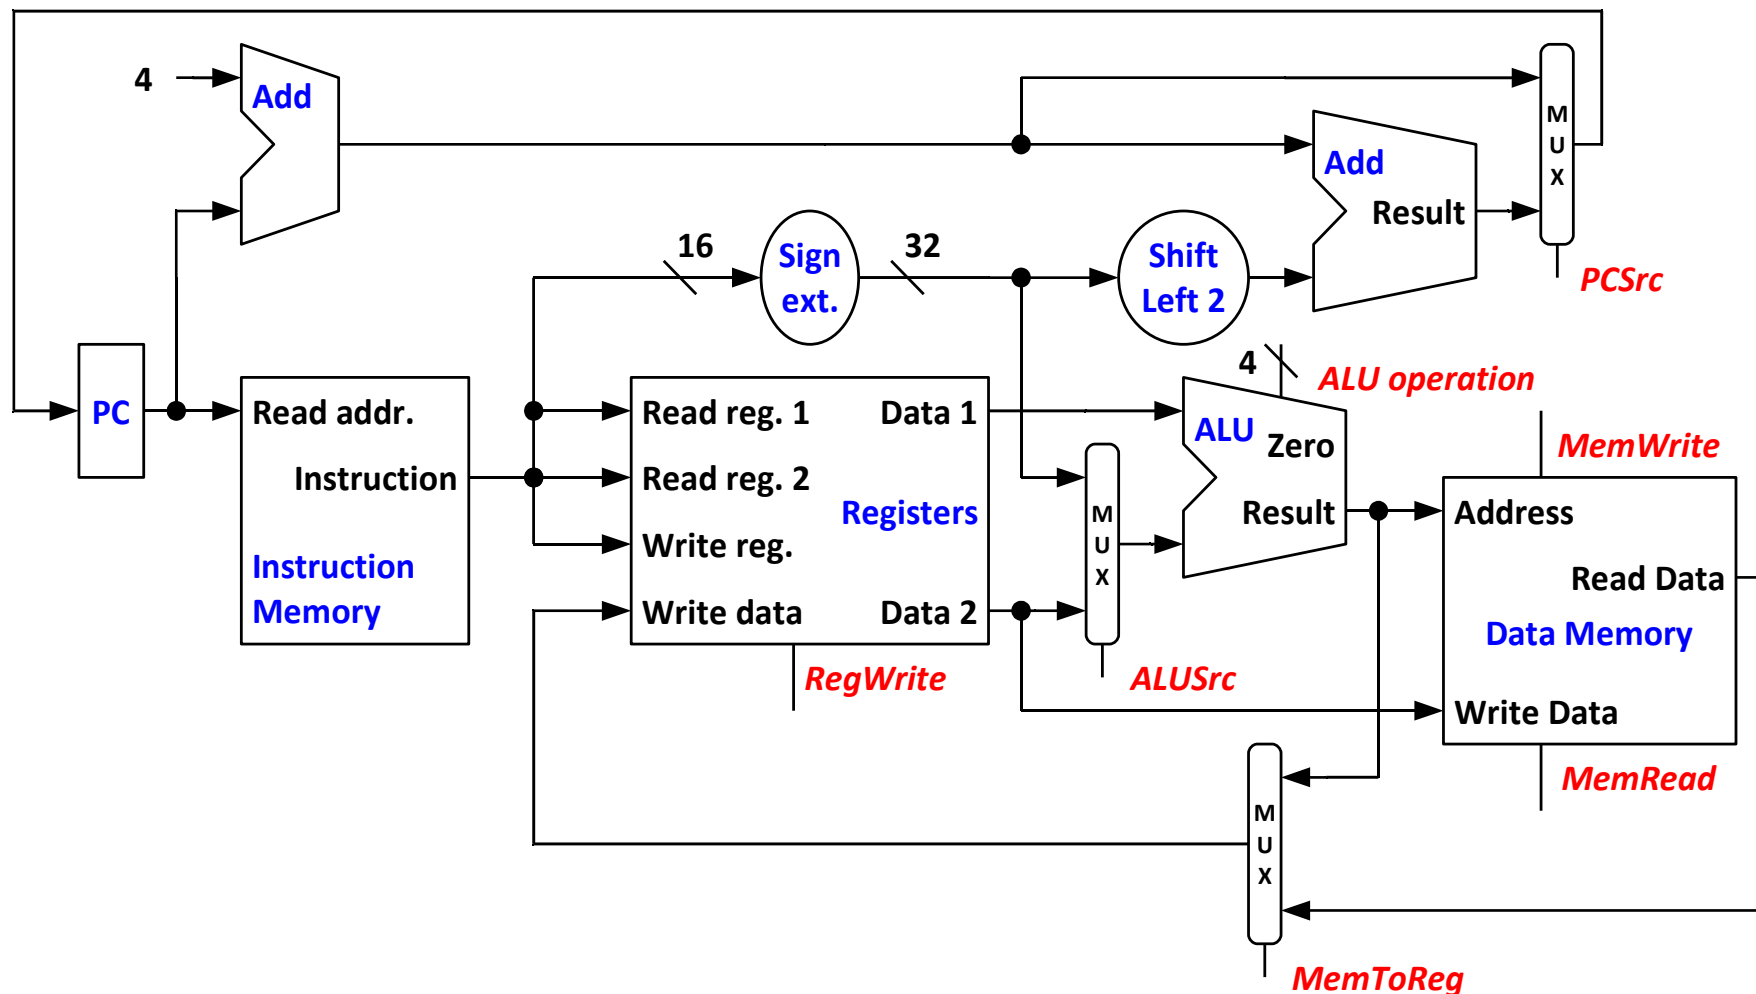 4
Add
M
U
X
Add
Result
16
Sign
ext.
32
Shift
Left 2
PCSrc
4
ALU operation
PC
Read addr.
Instruction
Instruction
Memory
Read reg. 1
Data 1
Read reg. 2
Registers
Write reg.
Write data
Data 2
RegWrite
M
U
X
ALUSrc
ALU
Zero
Result
MemWrite
Address
Read Data
Data Memory
Write Data
MemRead
M
U
X
MemToReg